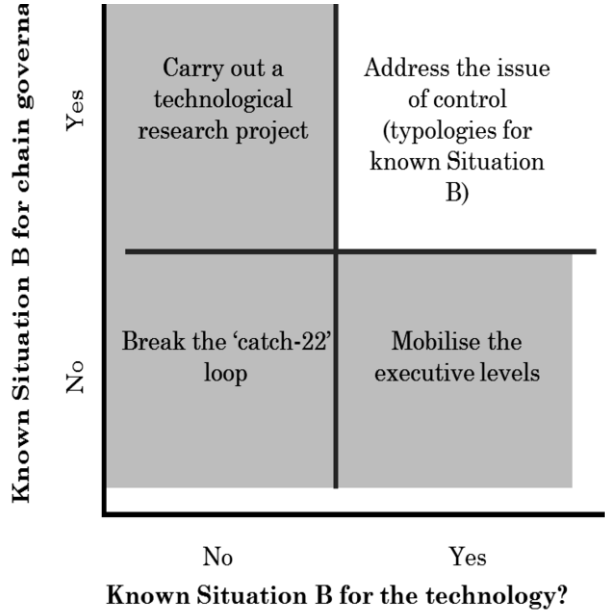 Known Situation B for chain governa
Yes
No
Carry out a
technological
research project
Address the issue
of control
(typologies for
known Situation
B)
Break the ‘catch-22’
loop
Mobilise the
executive levels
No
Yes
Known Situation B for the technology?